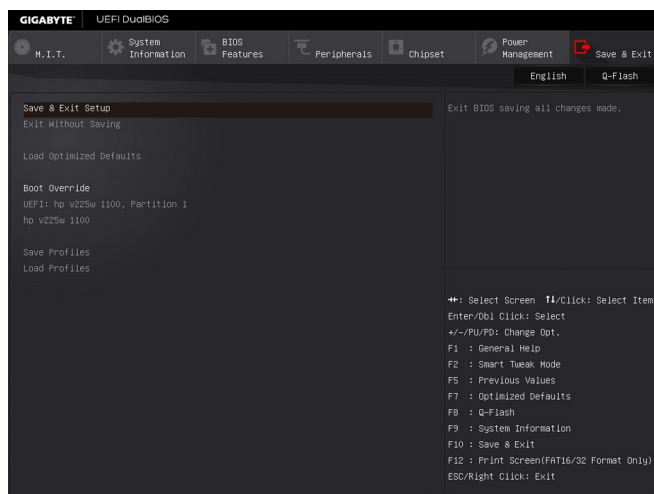 GIGABYTE™ UEFI DualBIOS
M.I.T.
System Information
BIOS Features
Peripherals
Chipset
Power Management
Save & Exit
English
Q-Flash
Save & Exit Setup
Exit Without Saving
Load Optimized Defaults
Boot Override
UEFI: hp v225w 1100, Partition 1
hp v225w 1100
Save Profiles
Load Profiles
Exit BIOS saving all changes made.
→←: Select Screen ↑↓/Click: Select Item
Enter/Dbl Click: Select
+/-/PU/PD: Change Opt.
F1 : General Help
F2 : Smart Tweak Mode
F5 : Previous Values
F7 : Optimized Defaults
F8 : Q-Flash
F9 : System Information
F10 : Save & Exit
F12 : Print Screen(FAT16/32 Format Only)
ESC/Right Click: Exit